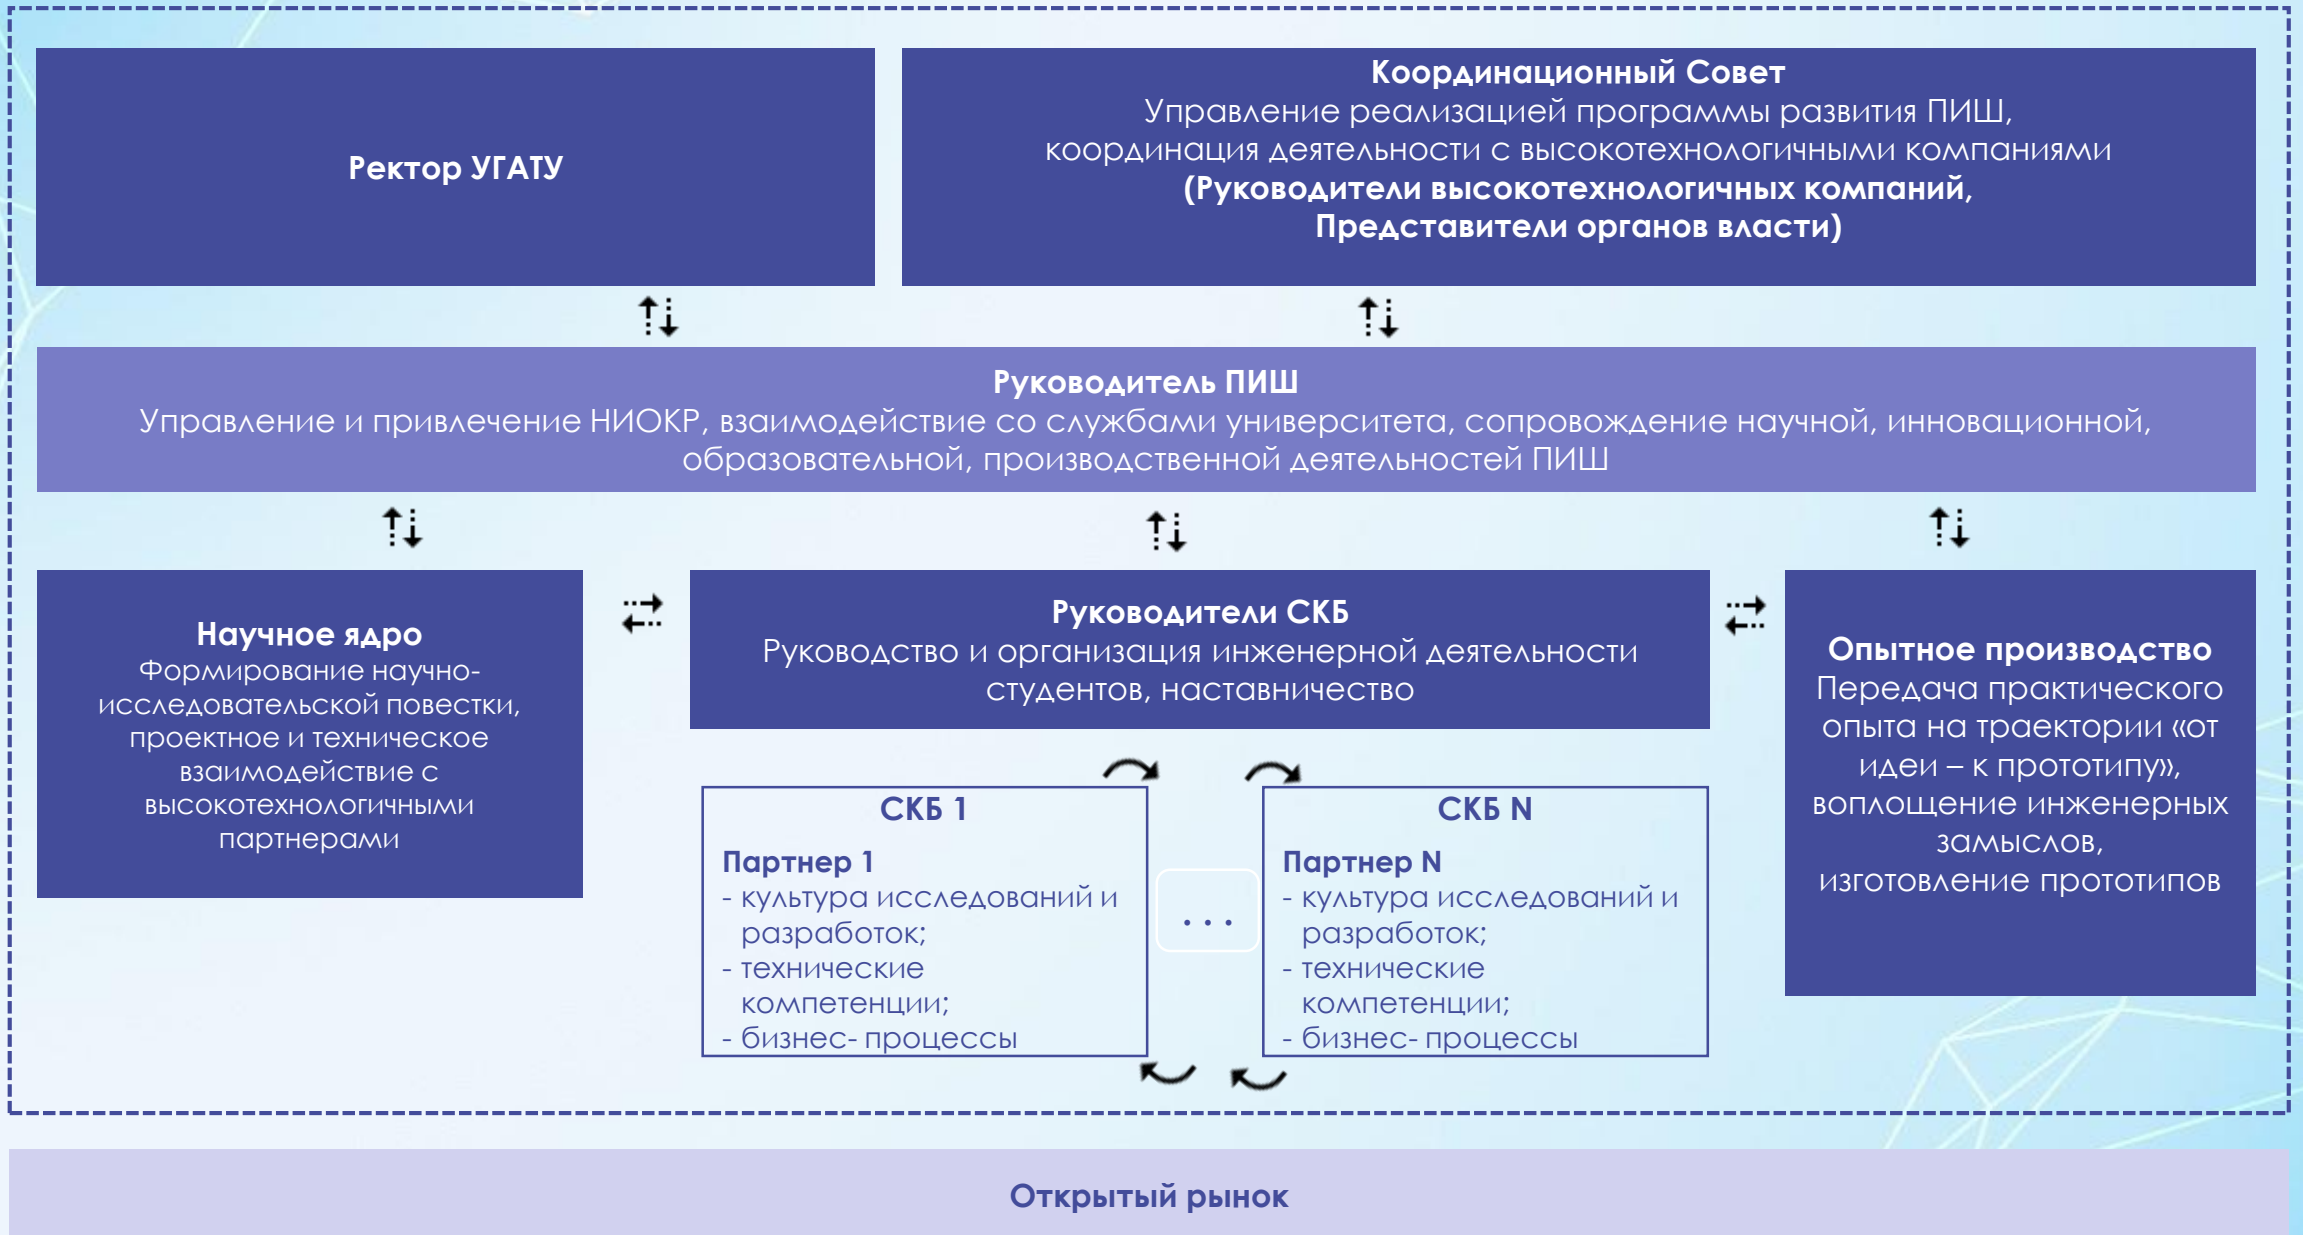 Ректор УГАТУ
Координационный Совет
Управление реализацией программы развития ПИШ,
координация деятельности с высокотехнологичными компаниями
(Руководители высокотехнологичных компаний,
Представители органов власти)
Руководитель ПИШ
Управление и привлечение НИОКР, взаимодействие со службами университета, сопровождение научной, инновационной,
образовательной, производственной деятельностей ПИШ
Научное ядро
Формирование научно-
исследовательской повестки,
проектное и техническое
взаимодействие с
высокотехнологичными
партнерами
Руководители СКБ
Руководство и организация инженерной деятельности
студентов, наставничество
СКБ 1
Партнер 1
- культура исследований и
разработок;
- технические
компетенции;
- бизнес- процессы
. . .
СКБ N
Партнер N
- культура исследований и
разработок;
- технические
компетенции;
- бизнес- процессы
Опытное производство
Передача практического
опыта на траектории «от
идеи – к прототипу»,
воплощение инженерных
замыслов,
изготовление прототипов
Открытый рынок